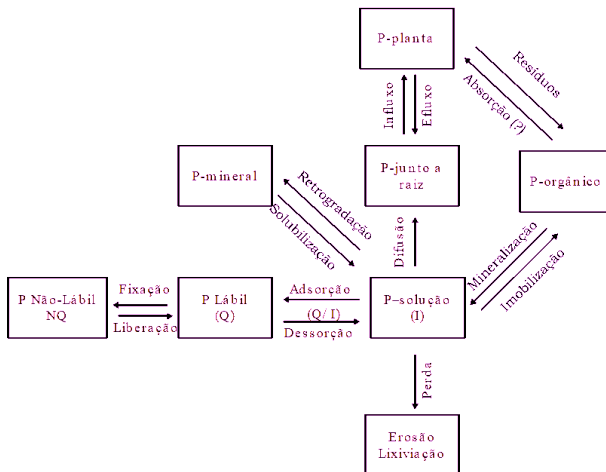 P-planta
Resíduos
Absorção (?)
Influxo
Efluxo
P-mineral
P-junto a
raiz
P-orgânico
Retrogradação
Solubilização
Difusão
Mineralização
Imobilização
P Não-Lábil
NQ
Fixação
Liberação
P Lábil
(Q)
Adsorção
(Q/I)
Dessorção
P-solução
(I)
Perda
Erosão
Lixiviação